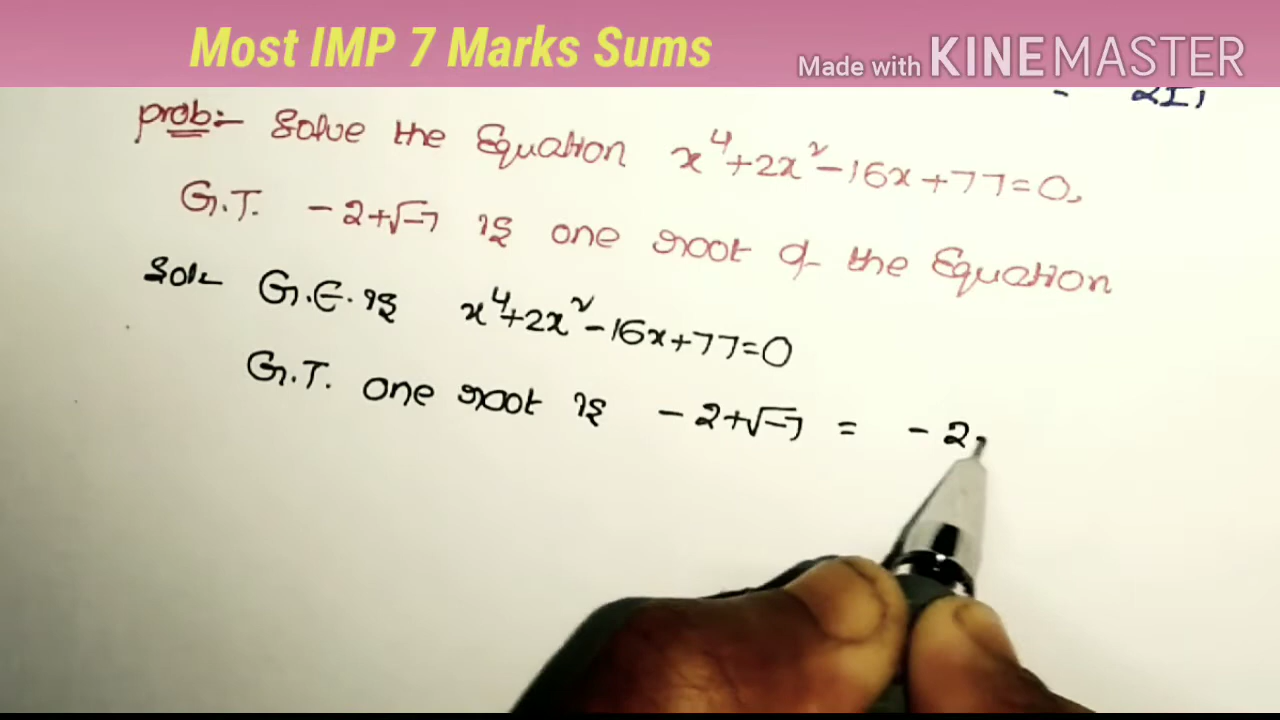 Most IMP 7 Marks Sums
Made with KINEMASTER
prob:- Solve the Equation x⁴+2x²-16x+77=0,
G.T. -2+√-7 is one root of the Equation
Sol:- G.E. is x⁴+2x²-16x+77=0
G.T. one root is -2+√-7 = -2